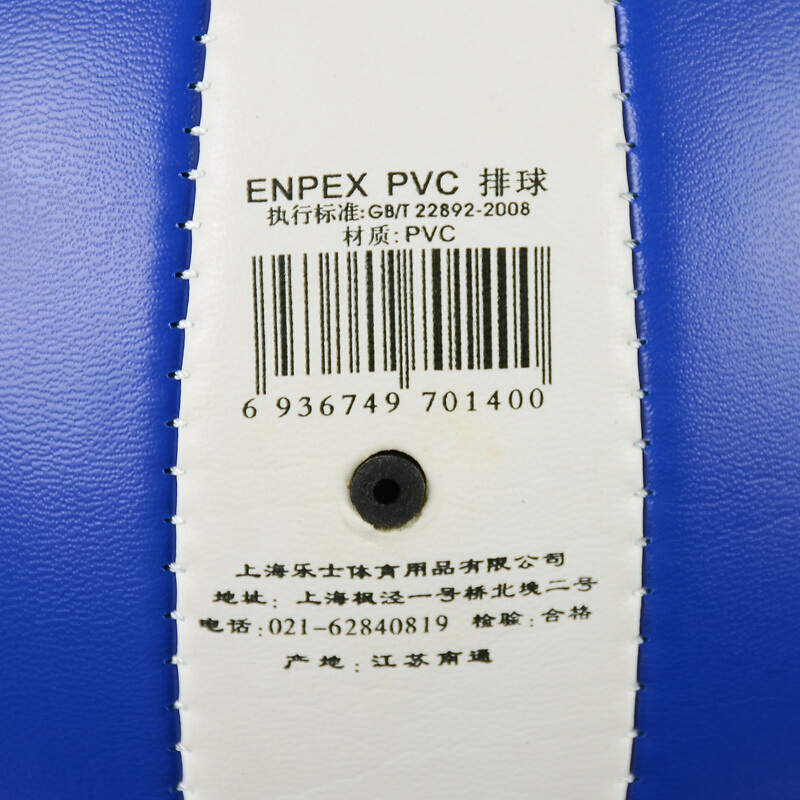 ENPEX PVC 排球
执行标准:GB/T 22892-2008
材质:PVC
6 936749 701400
上海乐士体育用品有限公司
地址: 上海枫泾一号桥北堍二号
电话:021-62840819 检验:合格
产地:江苏南通